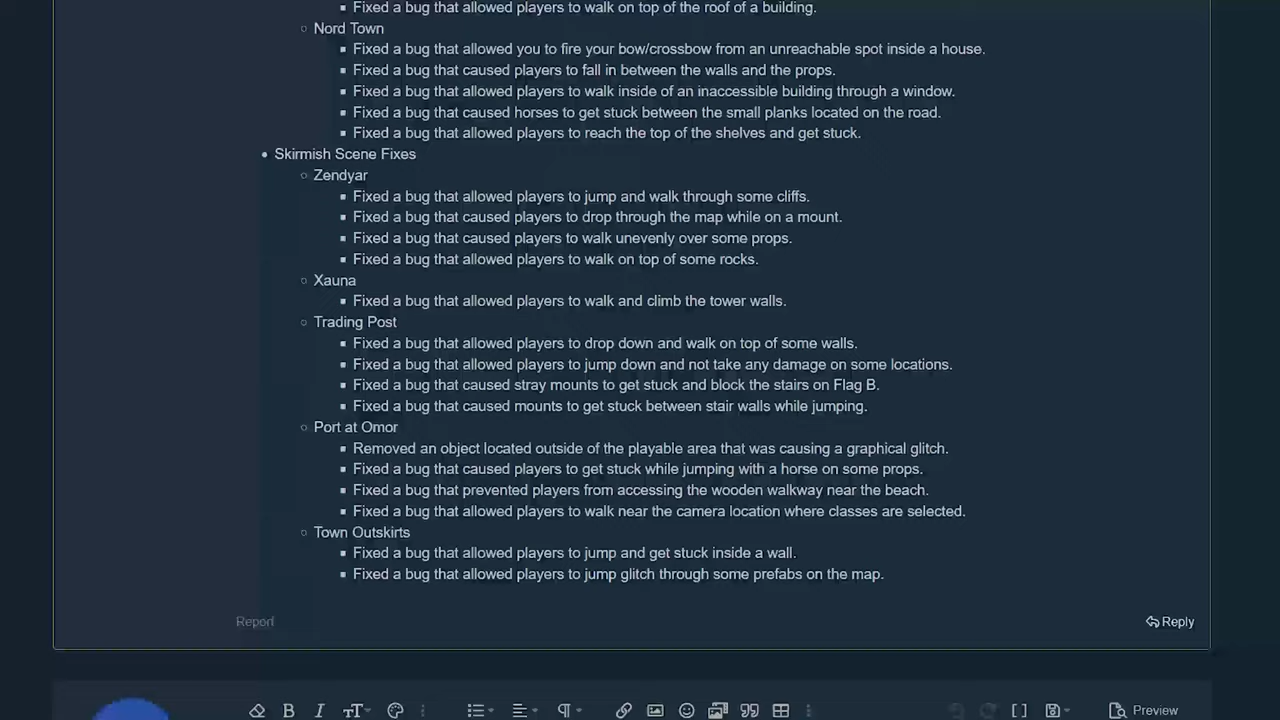 Fixed a bug that allowed players to walk on top of the roof of a building.
Nord Town
Fixed a bug that allowed you to fire your bow/crossbow from an unreachable spot inside a house.
Fixed a bug that caused players to fall in between the walls and the props.
Fixed a bug that allowed players to walk inside of an inaccessible building through a window.
Fixed a bug that caused horses to get stuck between the small planks located on the road.
Fixed a bug that allowed players to reach the top of the shelves and get stuck.
Skirmish Scene Fixes
Zendyar
Fixed a bug that allowed players to jump and walk through some cliffs.
Fixed a bug that caused players to drop through the map while on a mount.
Fixed a bug that caused players to walk unevenly over some props.
Fixed a bug that allowed players to walk on top of some rocks.
Xauna
Fixed a bug that allowed players to walk and climb the tower walls.
Trading Post
Fixed a bug that allowed players to drop down and walk on top of some walls.
Fixed a bug that allowed players to jump down and not take any damage on some locations.
Fixed a bug that caused stray mounts to get stuck and block the stairs on Flag B.
Fixed a bug that caused mounts to get stuck between stair walls while jumping.
Port at Omor
Removed an object located outside of the playable area that was causing a graphical glitch.
Fixed a bug that caused players to get stuck while jumping with a horse on some props.
Fixed a bug that prevented players from accessing the wooden walkway near the beach.
Fixed a bug that allowed players to walk near the camera location where classes are selected.
Town Outskirts
Fixed a bug that allowed players to jump and get stuck inside a wall.
Fixed a bug that allowed players to jump glitch through some prefabs on the map.
Report
Reply
Preview